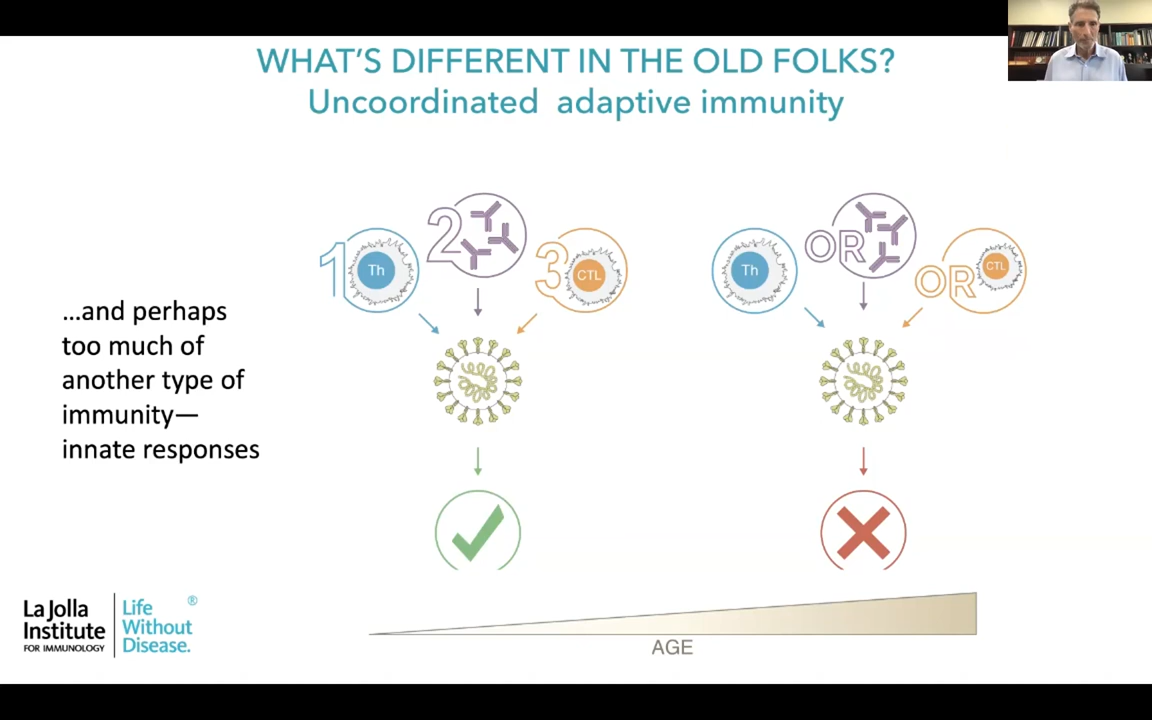 WHAT'S DIFFERENT IN THE OLD FOLKS?
Uncoordinated adaptive immunity
...and perhaps
too much of
another type of
immunity—
innate responses
1 Th
2
3 CTL
Th
OR
OR CTL
AGE
La Jolla
Institute
FOR IMMUNOLOGY
Life ®
Without
Disease.